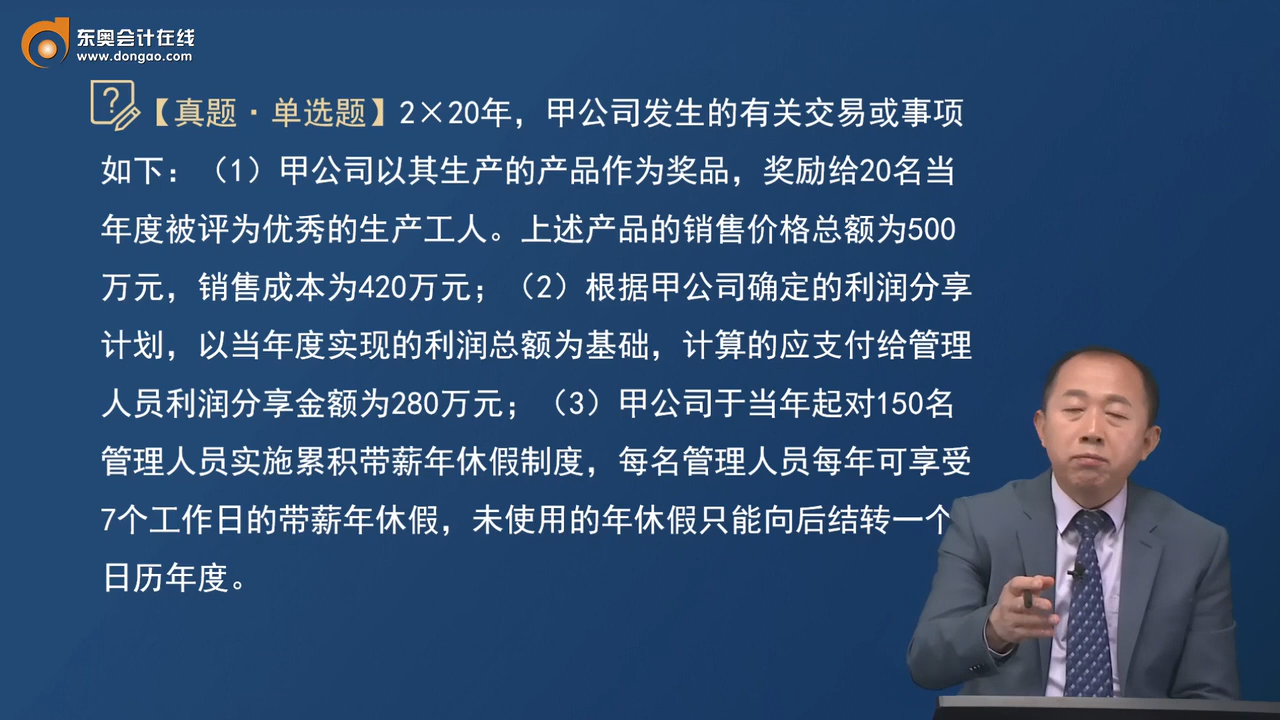 东奥会计在线
www.dongao.com
【真题·单选题】2×20年，甲公司发生的有关交易或事项
如下：（1）甲公司以其生产的产品作为奖品，奖励给20名当
年度被评为优秀的生产工人。上述产品的销售价格总额为500
万元，销售成本为420万元；（2）根据甲公司确定的利润分享
计划，以当年度实现的利润总额为基础，计算的应支付给管理
人员利润分享金额为280万元；（3）甲公司于当年起对150名
管理人员实施累积带薪年休假制度，每名管理人员每年可享受
7个工作日的带薪年休假，未使用的年休假只能向后结转一个
日历年度。